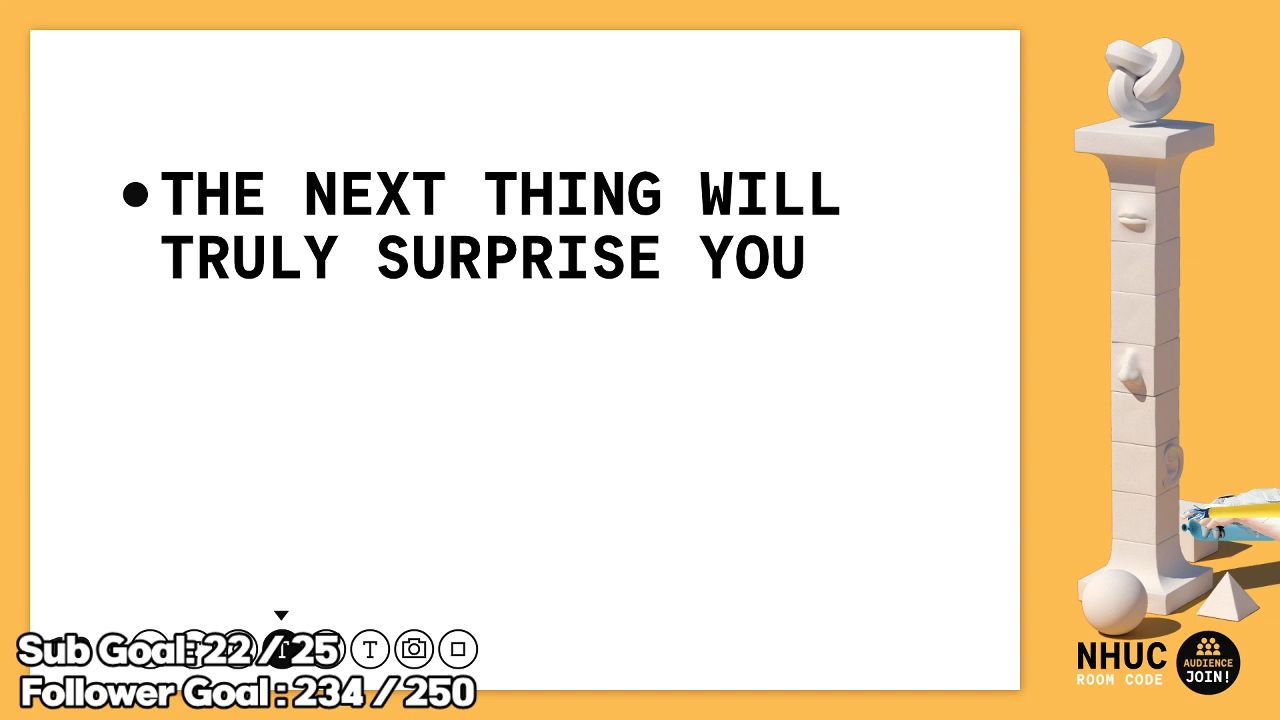 ● THE NEXT THING WILL
TRULY SURPRISE YOU
T
T
Sub Goal: 22 / 25
Follower Goal : 234 / 250
NHUC
ROOM CODE
AUDIENCE
JOIN!